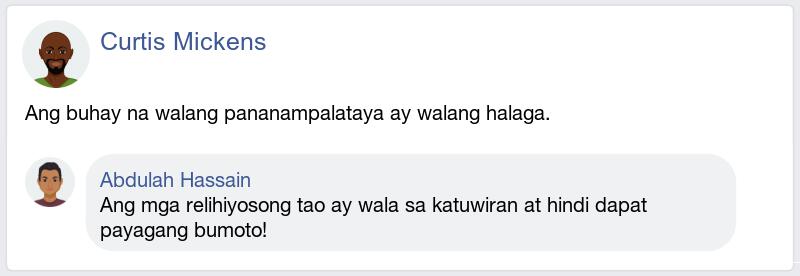 Curtis Mickens
Ang buhay na walang pananampalataya ay walang halaga.
Abdulah Hassain
Ang mga relihiyosong tao ay wala sa katuwiran at hindi dapat
payagang bumoto!